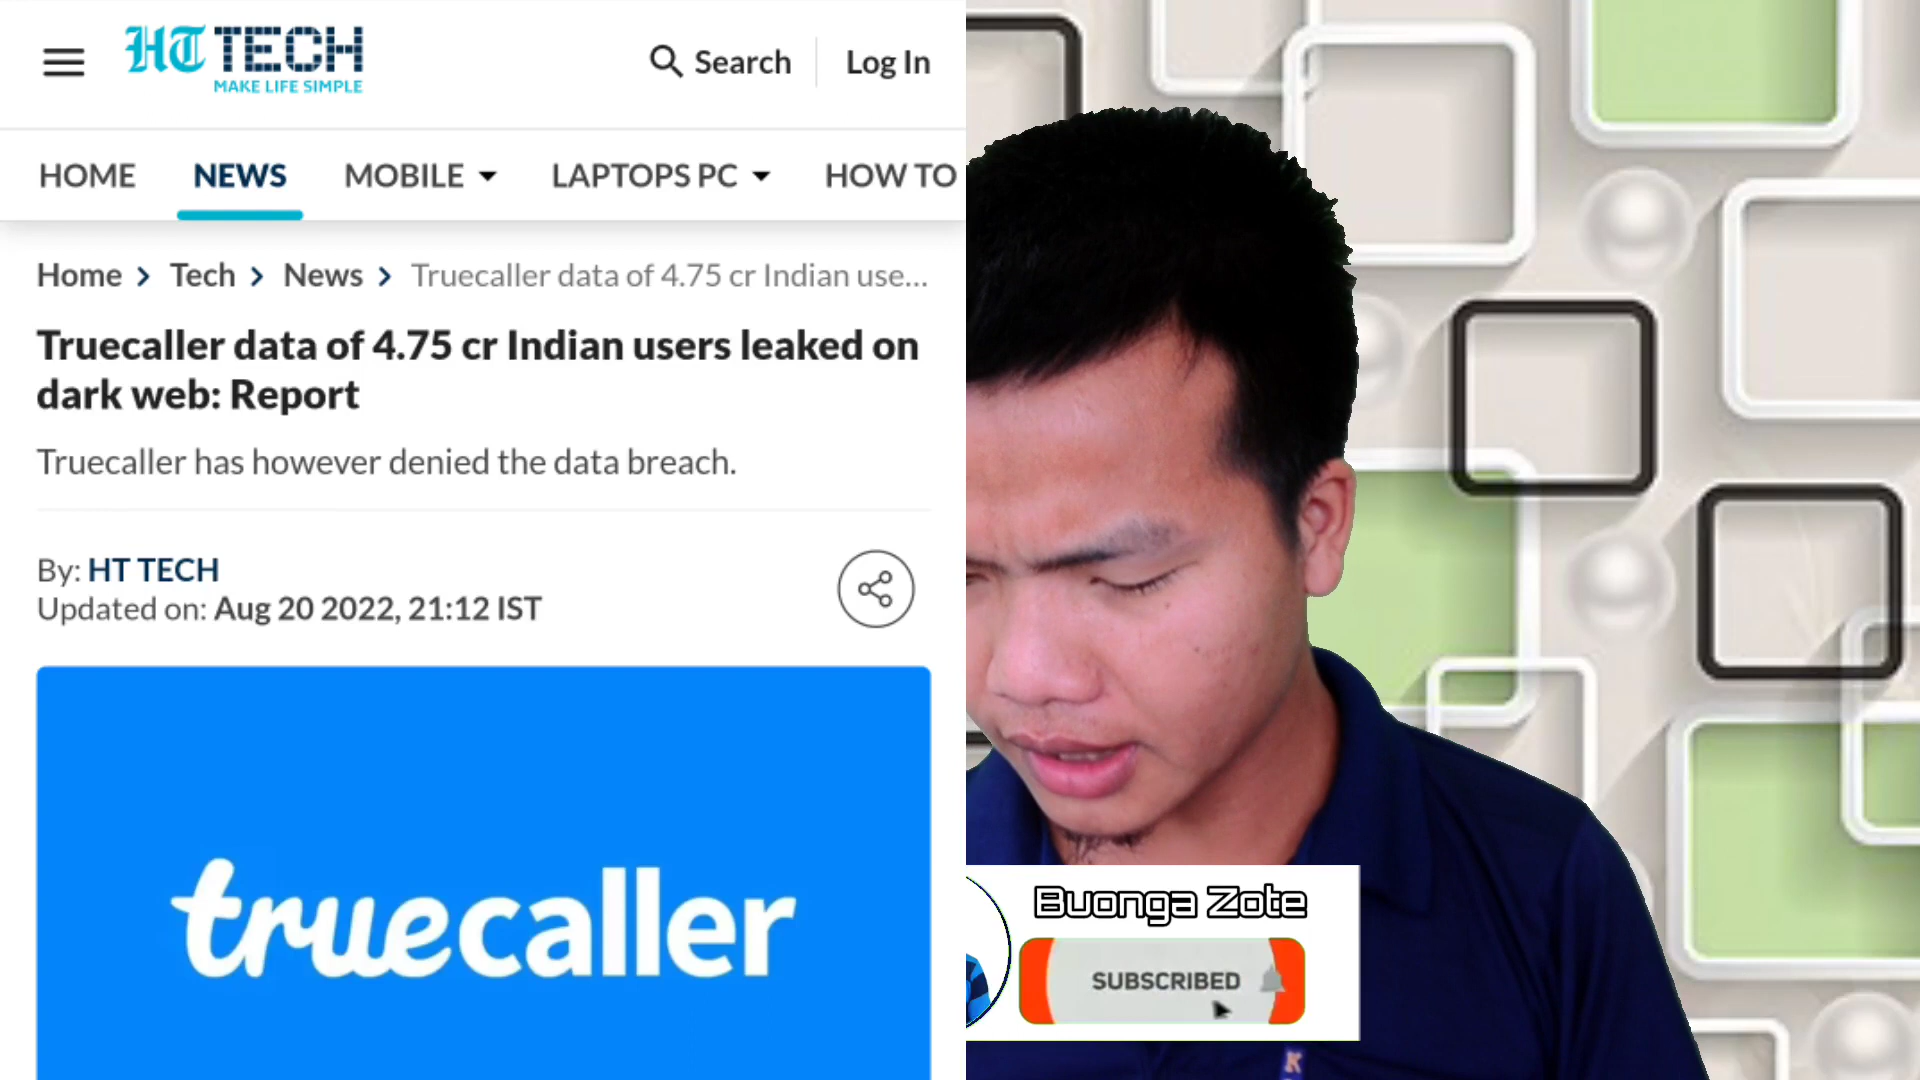 HT TECH
MAKE LIFE SIMPLE
Search
Log In
HOME NEWS MOBILE LAPTOPS PC HOW TO
Home > Tech > News > Truecaller data of 4.75 cr Indian use...
Truecaller data of 4.75 cr Indian users leaked on
dark web: Report
Truecaller has however denied the data breach.
By: HT TECH
Updated on: Aug 20 2022, 21:12 IST
truecaller
Buonga Zote
SUBSCRIBED
K